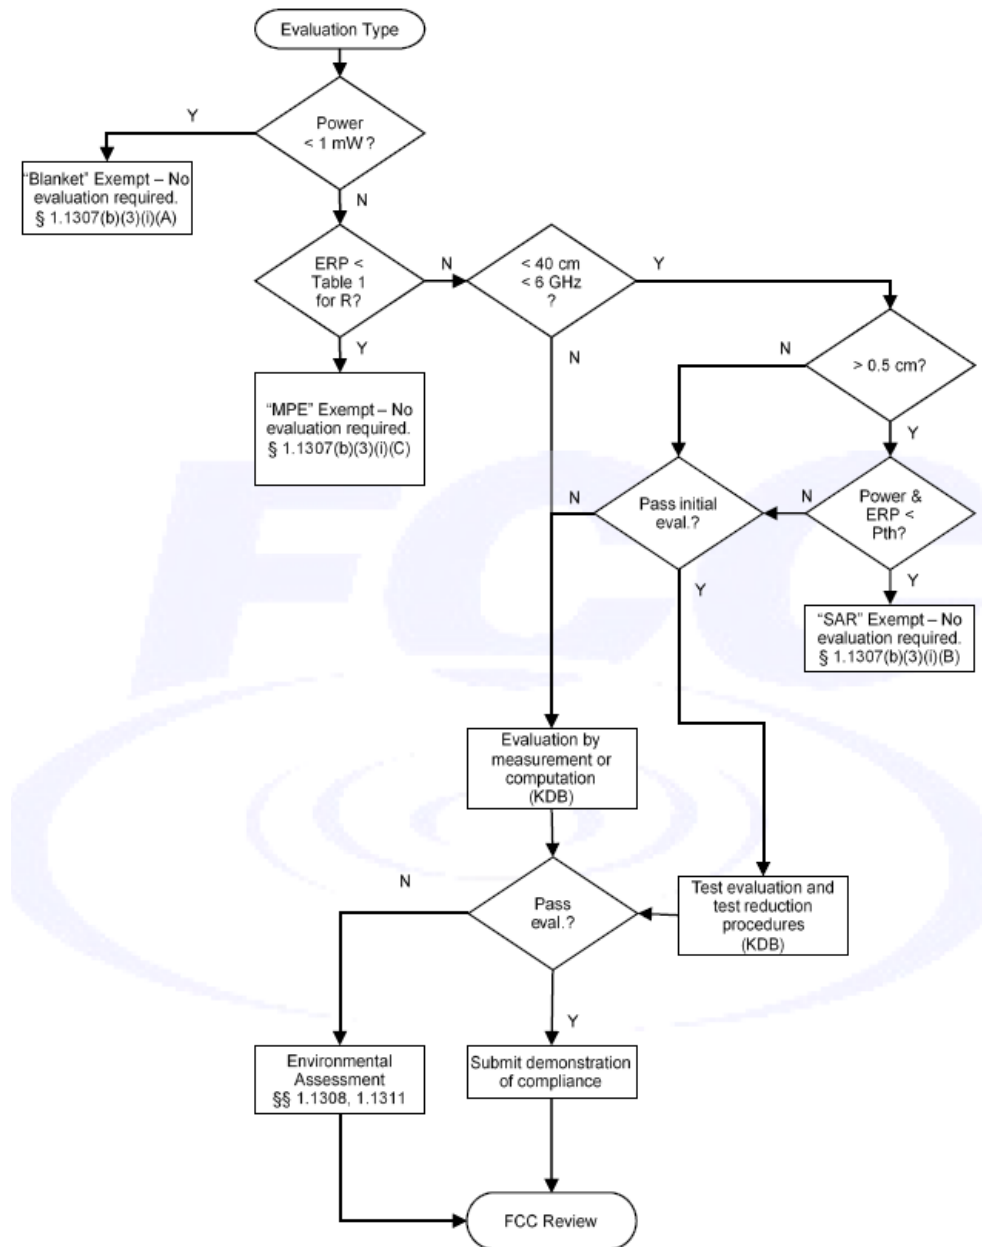 Evaluation Type
Y
Power
< 1 mW?
"Blanket" Exempt – No
evaluation required.
§ 1.1307(b)(3)(i)(A)
N
ERP <
Table 1
for R?
N
< 40 cm
< 6 GHz
?
Y
Y
N
N
> 0.5 cm?
"MPE" Exempt – No
evaluation required.
§ 1.1307(b)(3)(i)(C)
Y
N
Pass initial
eval.?
N
Power &
ERP <
Pth?
Y
Y
"SAR" Exempt – No
evaluation required.
§ 1.1307(b)(3)(i)(B)
FCC
Evaluation by
measurement or
computation
(KDB)
N
Pass
eval.?
Test evaluation and
test reduction
procedures
(KDB)
Y
Environmental
Assessment
§§ 1.1308, 1.1311
Submit demonstration
of compliance
FCC Review